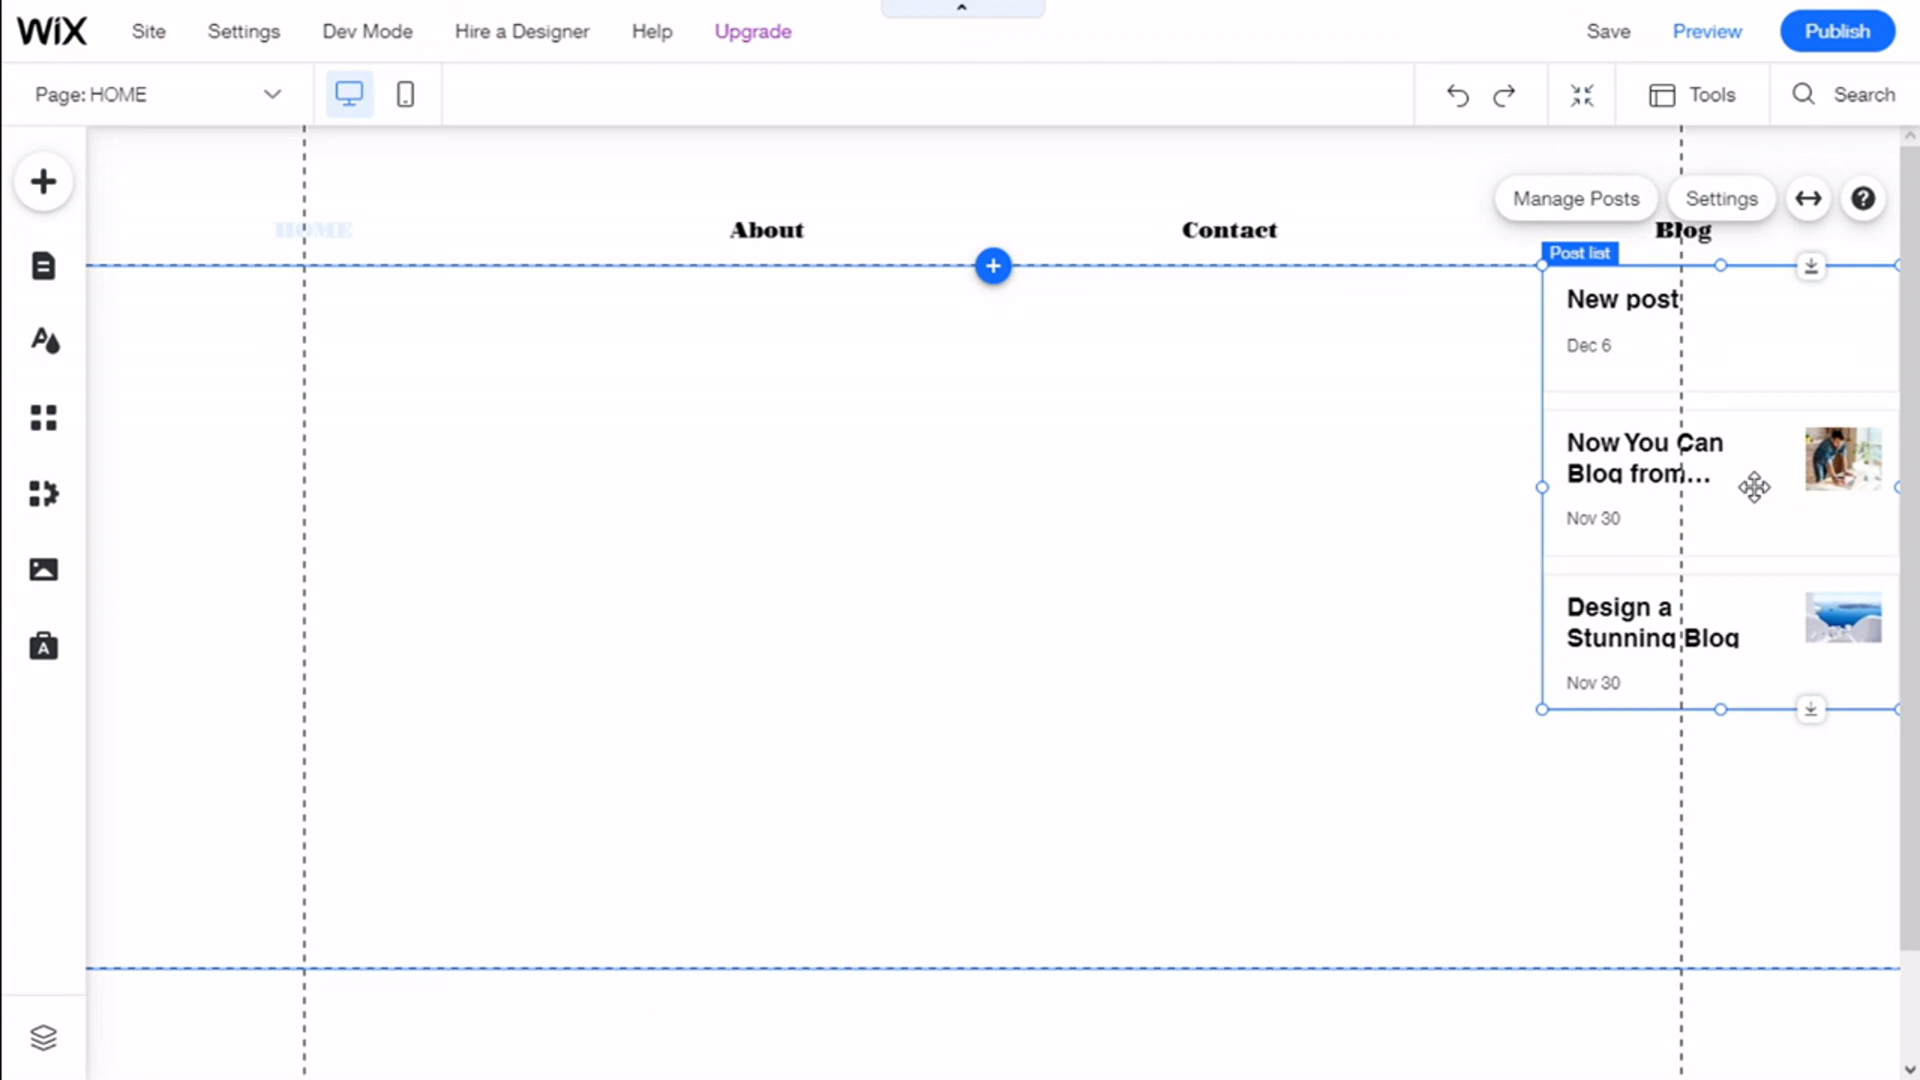 WiX Site Settings Dev Mode Hire a Designer Help Upgrade Save Preview Publish
Page: HOME Tools Search
Manage Posts Settings
HOME About Contact Blog
Post list
New post
Dec 6
Now You Can
Blog from...
Nov 30
Design a
Stunning Blog
Nov 30